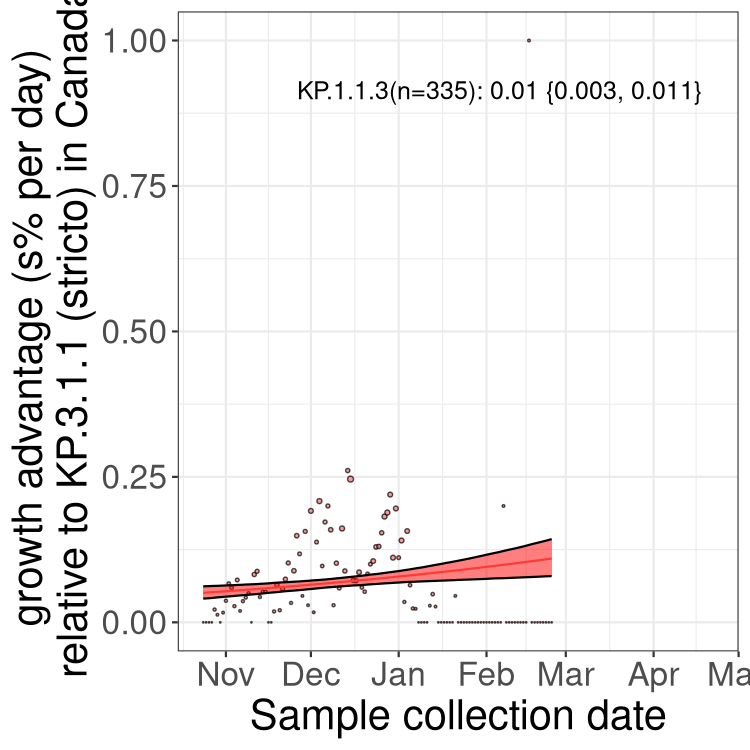 growth advantage (s% per day)
relative to KP.3.1.1 (stricto) in Canada
1.00
0.75
0.50
0.25
0.00
KP.1.1.3(n=335): 0.01 {0.003, 0.011}
Nov Dec Jan Feb Mar Apr Ma
Sample collection date